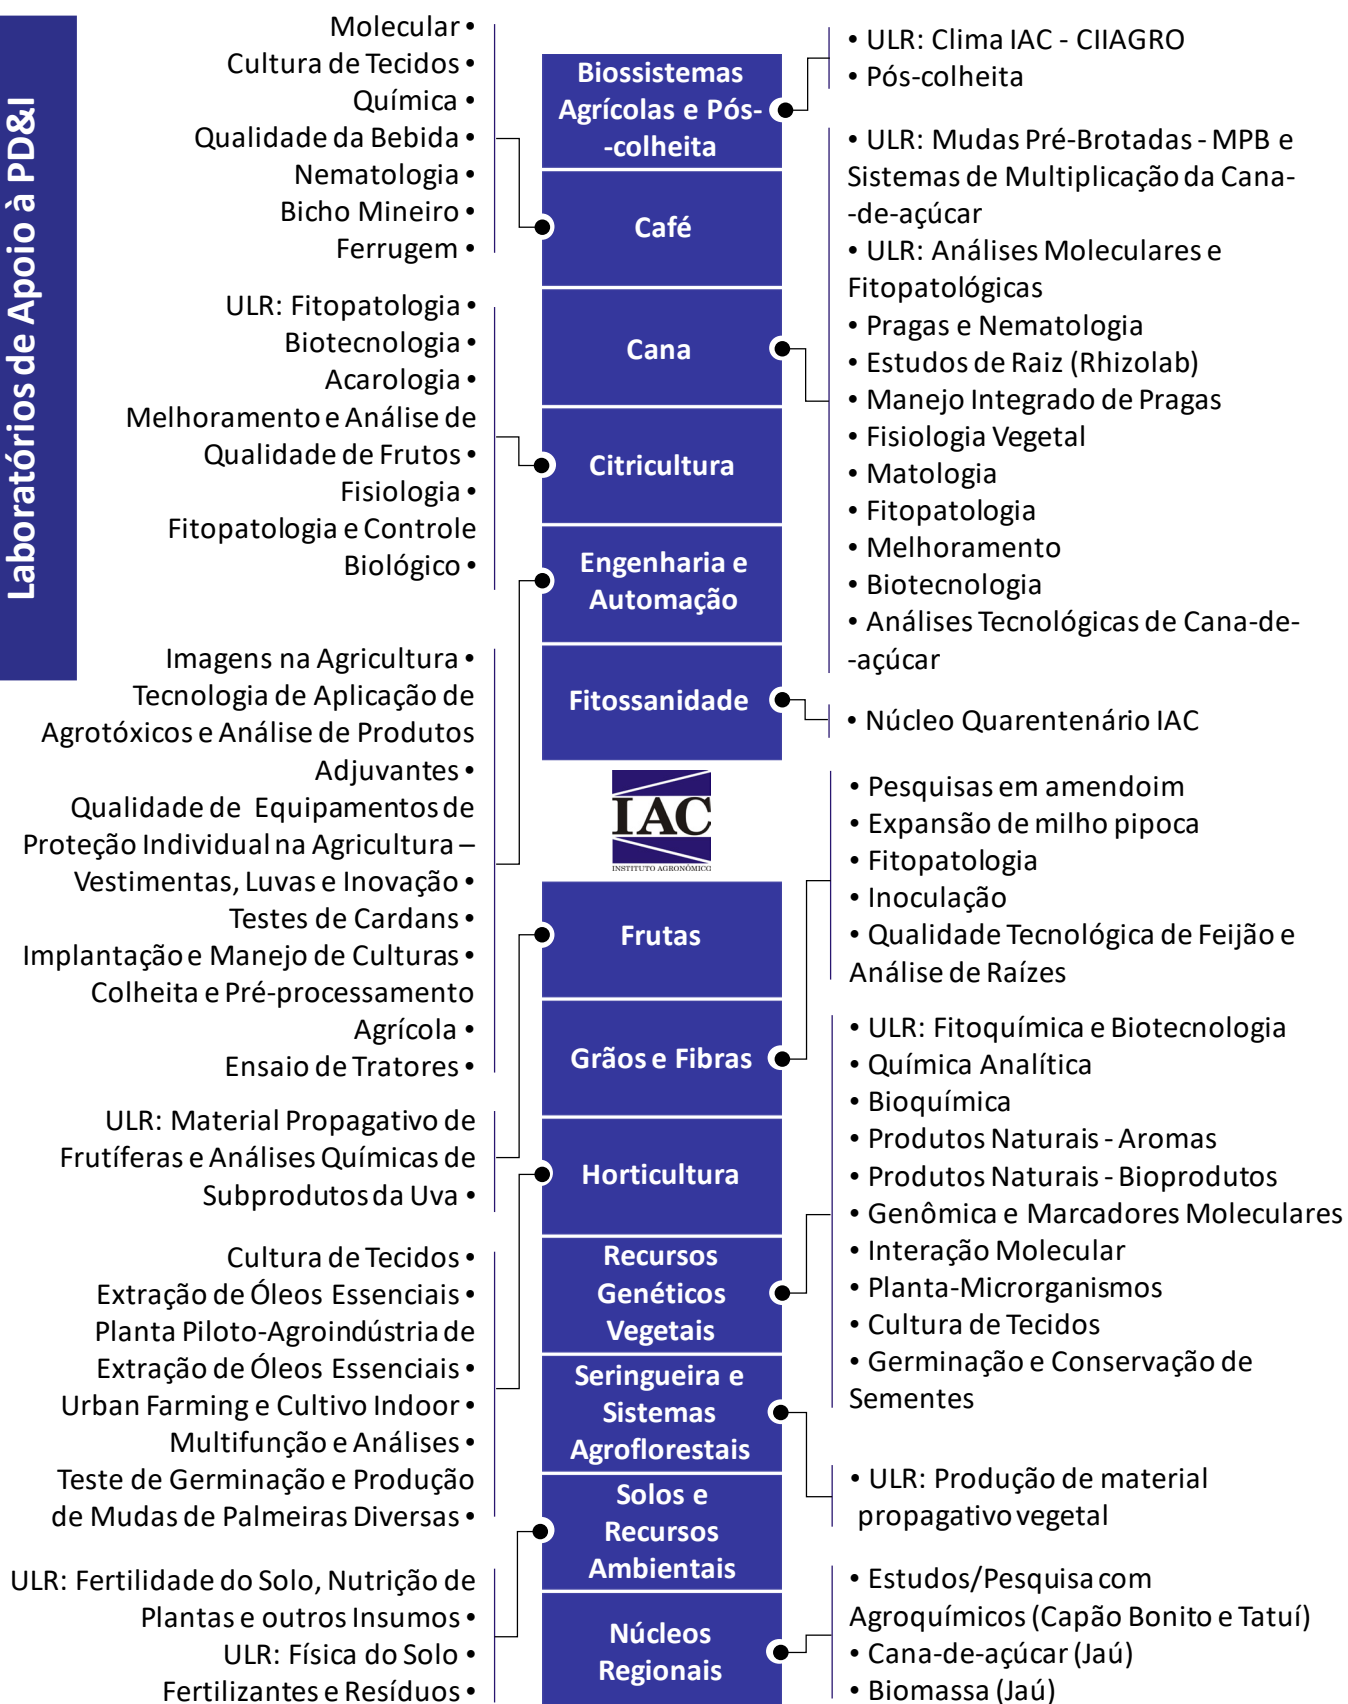 Laboratórios de Apoio à PD&I
Molecular •
Cultura de Tecidos •
Química •
Qualidade da Bebida •
Nematologia •
Bicho Mineiro •
Ferrugem •
ULR: Fitopatologia •
Biotecnologia •
Acarologia •
Melhoramento e Análise de
Qualidade de Frutos •
Fisiologia •
Fitopatologia e Controle
Biológico •
Imagens na Agricultura •
Tecnologia de Aplicação de
Agrotóxicos e Análise de Produtos
Adjuvantes •
Qualidade de Equipamentos de
Proteção Individual na Agricultura –
Vestimentas, Luvas e Inovação •
Testes de Cardans •
Implantação e Manejo de Culturas •
Colheita e Pré-processamento
Agrícola •
Ensaio de Tratores •
ULR: Material Propagativo de
Frutíferas e Análises Químicas de
Subprodutos da Uva •
Cultura de Tecidos •
Extração de Óleos Essenciais •
Planta Piloto-Agroindústria de
Extração de Óleos Essenciais •
Urban Farming e Cultivo Indoor •
Multifunção e Análises •
Teste de Germinação e Produção
de Mudas de Palmeiras Diversas •
ULR: Fertilidade do Solo, Nutrição de
Plantas e outros Insumos •
ULR: Física do Solo •
Fertilizantes e Resíduos •
Biossistemas
Agrícolas e Pós-
-colheita
Café
Cana
Citricultura
Engenharia e
Automação
Fitossanidade
IAC
INSTITUTO AGRONÔMICO
Frutas
Grãos e Fibras
Horticultura
Recursos
Genéticos
Vegetais
Seringueira e
Sistemas
Agroflorestais
Solos e
Recursos
Ambientais
Núcleos
Regionais
• ULR: Clima IAC - CIIAGRO
• Pós-colheita
• ULR: Mudas Pré-Brotadas - MPB e
Sistemas de Multiplicação da Cana-
-de-açúcar
• ULR: Análises Moleculares e
Fitopatológicas
• Pragas e Nematologia
• Estudos de Raiz (Rhizolab)
• Manejo Integrado de Pragas
• Fisiologia Vegetal
• Matologia
• Fitopatologia
• Melhoramento
• Biotecnologia
• Análises Tecnológicas de Cana-de-
-açúcar
• Núcleo Quarentenário IAC
• Pesquisas em amendoim
• Expansão de milho pipoca
• Fitopatologia
• Inoculação
• Qualidade Tecnológica de Feijão e
Análise de Raízes
• ULR: Fitoquímica e Biotecnologia
• Química Analítica
• Bioquímica
• Produtos Naturais - Aromas
• Produtos Naturais - Bioprodutos
• Genômica e Marcadores Moleculares
• Interação Molecular
• Planta-Microrganismos
• Cultura de Tecidos
• Germinação e Conservação de
Sementes
• ULR: Produção de material
propagativo vegetal
• Estudos/Pesquisa com
Agroquímicos (Capão Bonito e Tatuí)
• Cana-de-açúcar (Jaú)
• Biomassa (Jaú)